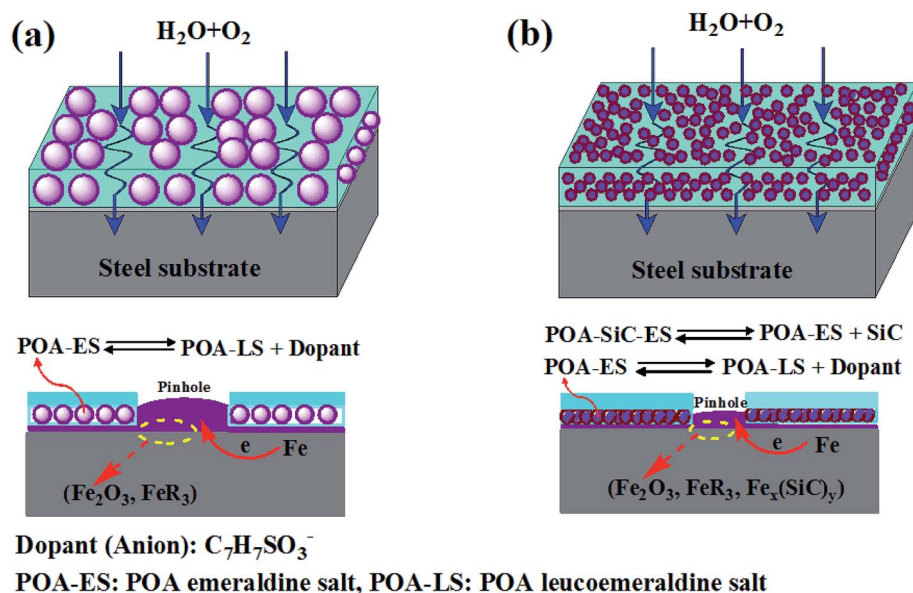 (a)
H₂O+O₂
Steel substrate
POA-ES ⇌ POA-LS + Dopant
Pinhole
e
Fe
(Fe₂O₃, FeR₃)
(b)
H₂O+O₂
Steel substrate
POA-SiC-ES ⇌ POA-ES + SiC
POA-ES ⇌ POA-LS + Dopant
Pinhole
e
Fe
(Fe₂O₃, FeR₃, Feₓ(SiC)ᵧ)
Dopant (Anion): C₇H₇SO₃⁻
POA-ES: POA emeraldine salt, POA-LS: POA leucoemeraldine salt